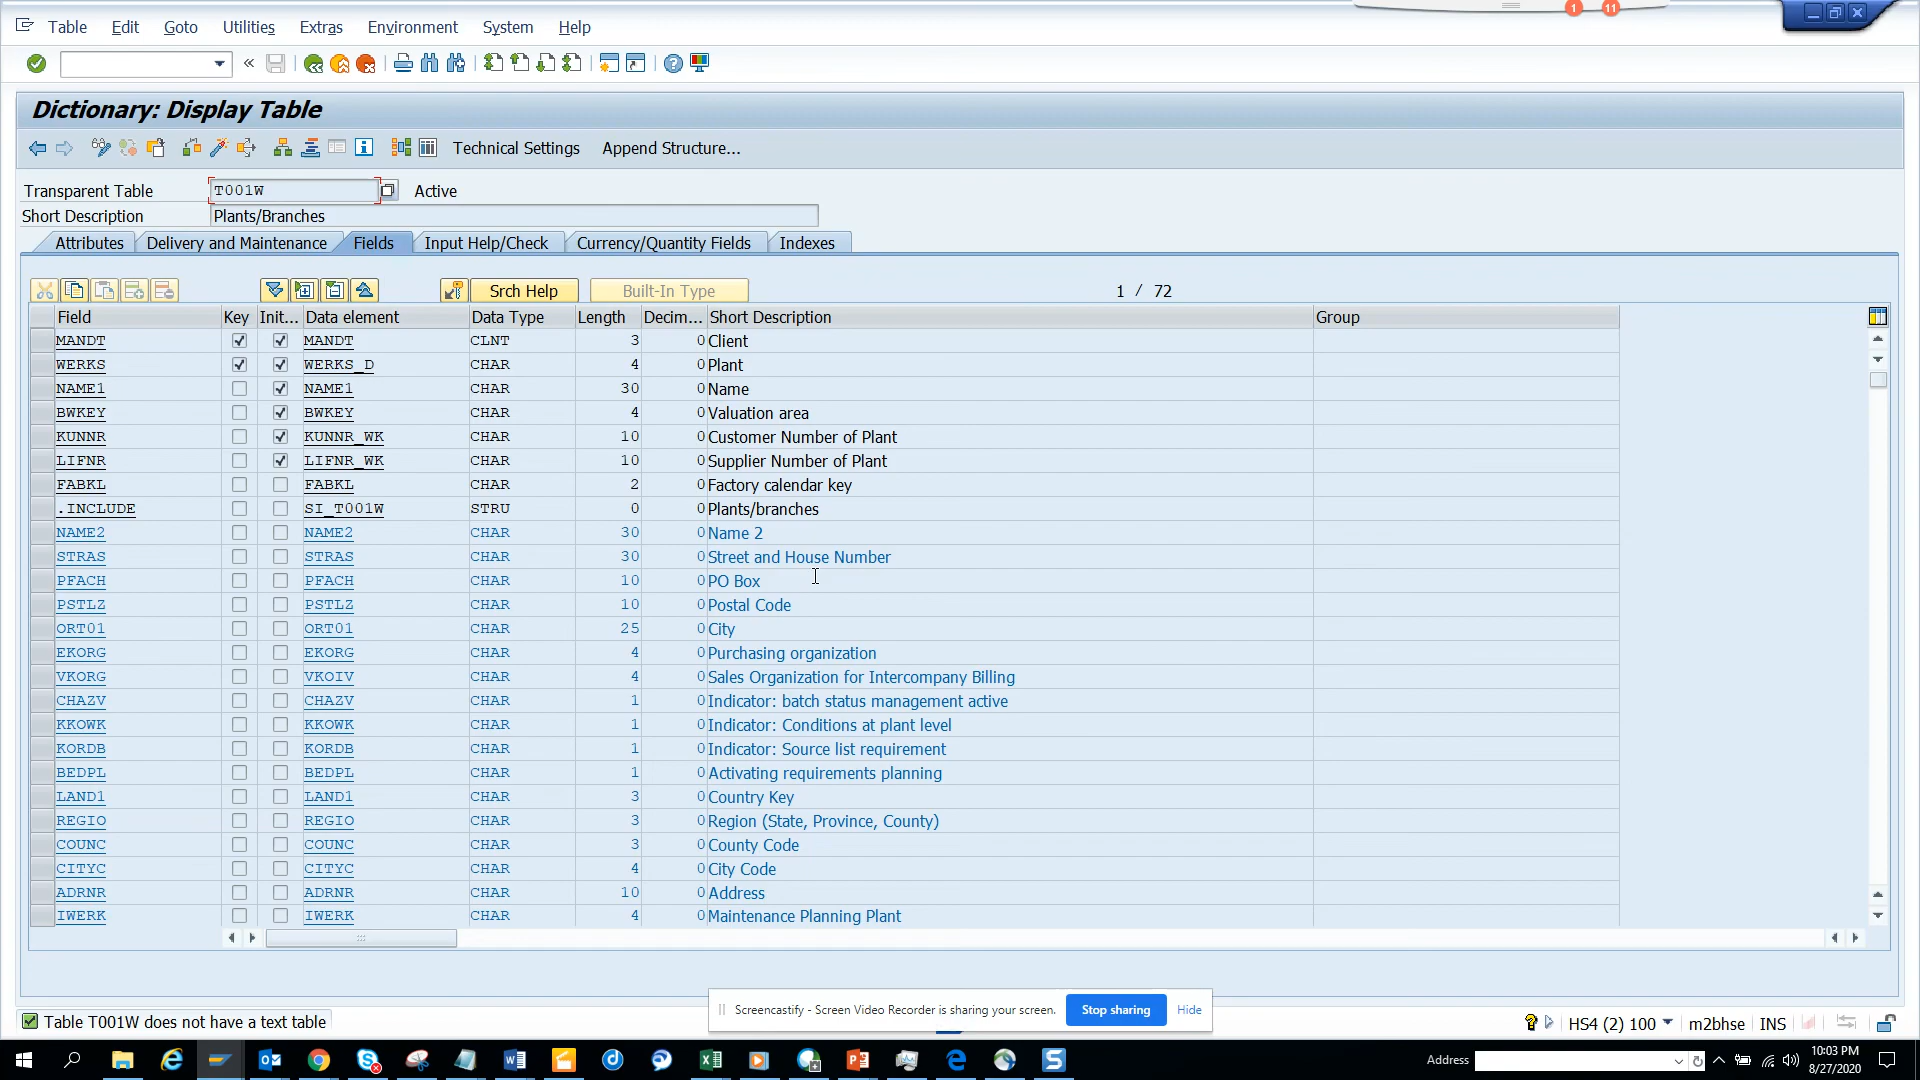 1 11
Table Edit Goto Utilities Extras Environment System Help
Dictionary: Display Table
Technical Settings Append Structure...
Transparent Table T001W Active
Short Description Plants/Branches
Attributes Delivery and Maintenance Fields Input Help/Check Currency/Quantity Fields Indexes
Srch Help Built-In Type 1 / 72
Field Key Init... Data element Data Type Length Decim... Short Description Group
MANDT MANDT CLNT 3 0 Client
WERKS WERKS_D CHAR 4 0 Plant
NAME1 NAME1 CHAR 30 0 Name
BWKEY BWKEY CHAR 4 0 Valuation area
KUNNR KUNNR_WK CHAR 10 0 Customer Number of Plant
LIFNR LIFNR_WK CHAR 10 0 Supplier Number of Plant
FABKL FABKL CHAR 2 0 Factory calendar key
.INCLUDE SI_T001W STRU 0 0 Plants/branches
NAME2 NAME2 CHAR 30 0 Name 2
STRAS STRAS CHAR 30 0 Street and House Number
PFACH PFACH CHAR 10 0 PO Box
PSTLZ PSTLZ CHAR 10 0 Postal Code
ORT01 ORT01 CHAR 25 0 City
EKORG EKORG CHAR 4 0 Purchasing organization
VKORG VKOIV CHAR 4 0 Sales Organization for Intercompany Billing
CHAZV CHAZV CHAR 1 0 Indicator: batch status management active
KKOWK KKOWK CHAR 1 0 Indicator: Conditions at plant level
KORDB KORDB CHAR 1 0 Indicator: Source list requirement
BEDPL BEDPL CHAR 1 0 Activating requirements planning
LAND1 LAND1 CHAR 3 0 Country Key
REGIO REGIO CHAR 3 0 Region (State, Province, County)
COUNC COUNC CHAR 3 0 County Code
CITYC CITYC CHAR 4 0 City Code
ADRNR ADRNR CHAR 10 0 Address
IWERK IWERK CHAR 4 0 Maintenance Planning Plant
Screencastify - Screen Video Recorder is sharing your screen. Stop sharing Hide
Table T001W does not have a text table HS4 (2) 100 m2bhse INS
Address 10:03 PM
8/27/2020